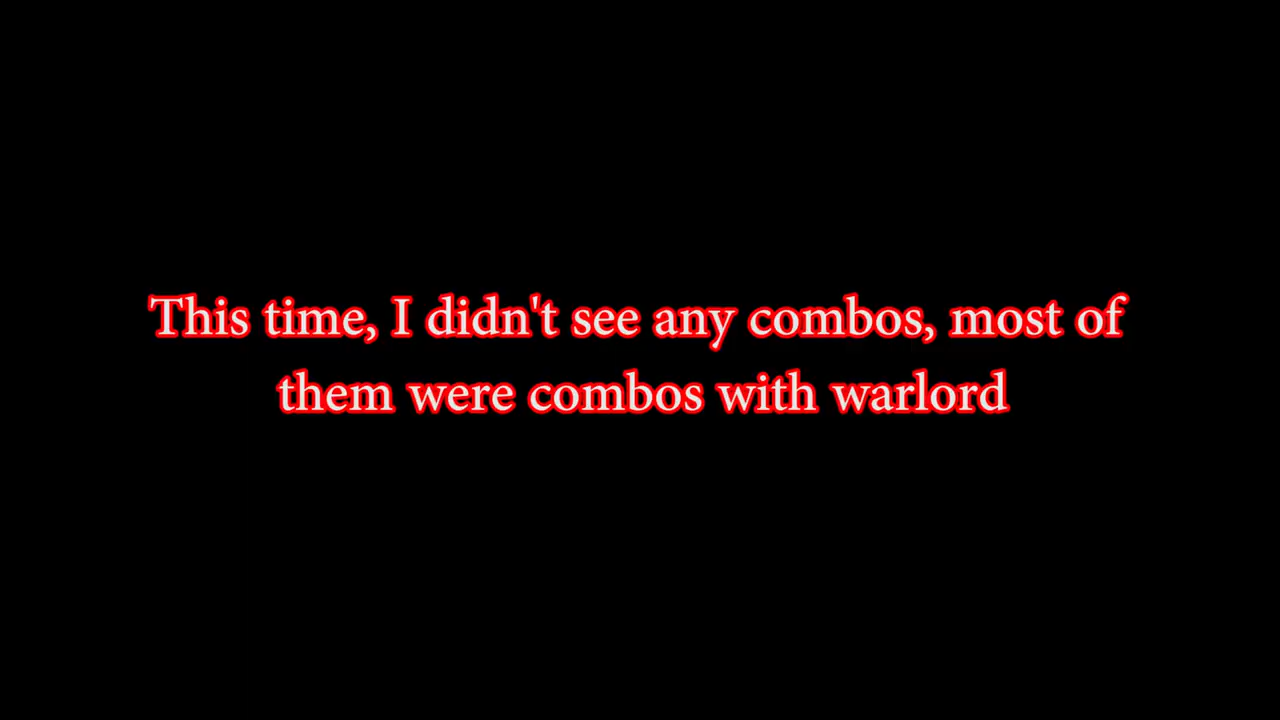 This time, I didn't see any combos, most of
them were combos with warlord